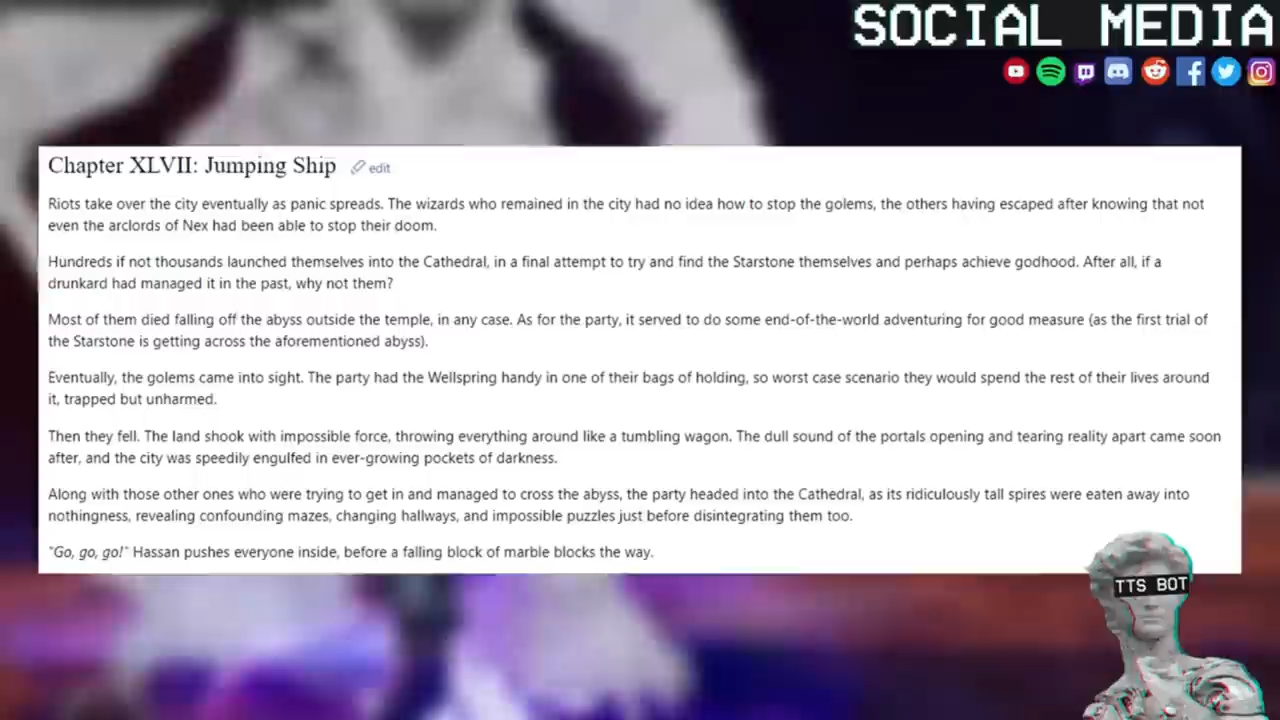 SOCIAL MEDIA
Chapter XLVII: Jumping Ship edit
Riots take over the city eventually as panic spreads. The wizards who remained in the city had no idea how to stop the golems, the others having escaped after knowing that not
even the arclords of Nex had been able to stop their doom.
Hundreds if not thousands launched themselves into the Cathedral, in a final attempt to try and find the Starstone themselves and perhaps achieve godhood. After all, if a
drunkard had managed it in the past, why not them?
Most of them died falling off the abyss outside the temple, in any case. As for the party, it served to do some end-of-the-world adventuring for good measure (as the first trial of
the Starstone is getting across the aforementioned abyss).
Eventually, the golems came into sight. The party had the Wellspring handy in one of their bags of holding, so worst case scenario they would spend the rest of their lives around
it, trapped but unharmed.
Then they fell. The land shook with impossible force, throwing everything around like a tumbling wagon. The dull sound of the portals opening and tearing reality apart came soon
after, and the city was speedily engulfed in ever-growing pockets of darkness.
Along with those other ones who were trying to get in and managed to cross the abyss, the party headed into the Cathedral, as its ridiculously tall spires were eaten away into
nothingness, revealing confounding mazes, changing hallways, and impossible puzzles just before disintegrating them too.
"Go, go, go!" Hassan pushes everyone inside, before a falling block of marble blocks the way.
TTS BOT